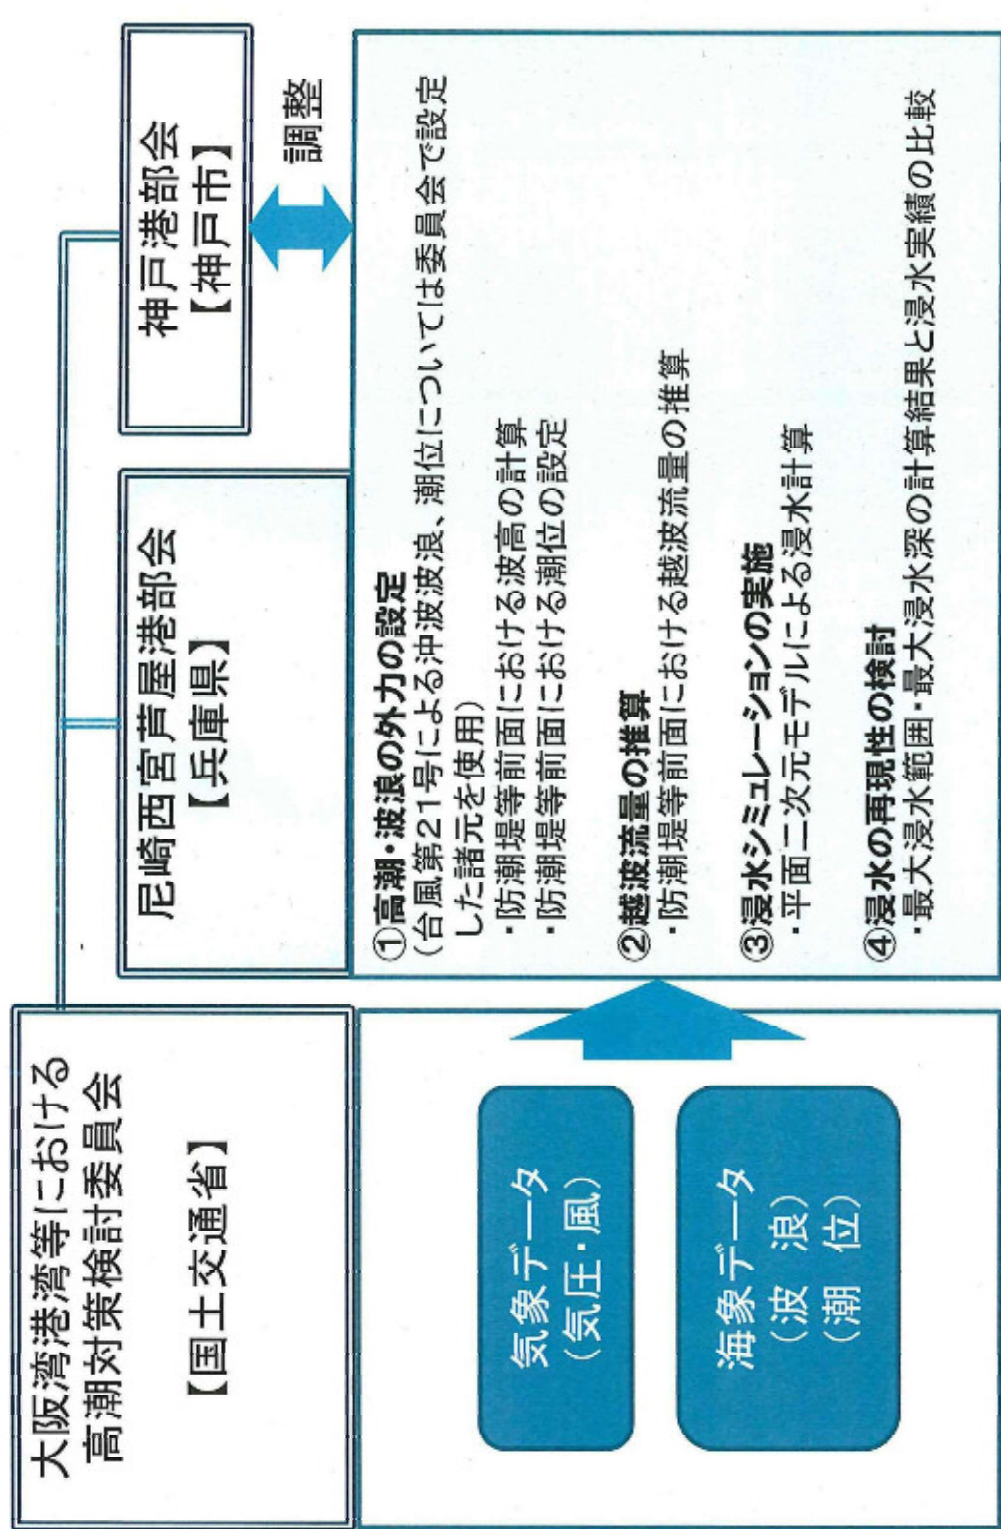 大阪湾港湾等における
高潮対策検討委員会
【国土交通省】
気象データ
(気圧・風)
海象データ
(波　浪)
(潮　位)
尼崎西宮芦屋港部会
【兵庫県】
神戸港部会
【神戸市】
調整
①高潮・波浪の外力の設定
(台風第21号による沖波波浪、潮位については委員会で設定
した諸元を使用)
・防潮堤等前面における波高の計算
・防潮堤等前面における潮位の設定
②越波流量の推算
・防潮堤等前面における越波流量の推算
③浸水シミュレーションの実施
・平面二次元モデルによる浸水計算
④浸水の再現性の検討
・最大浸水範囲・最大浸水深の計算結果と浸水実績の比較